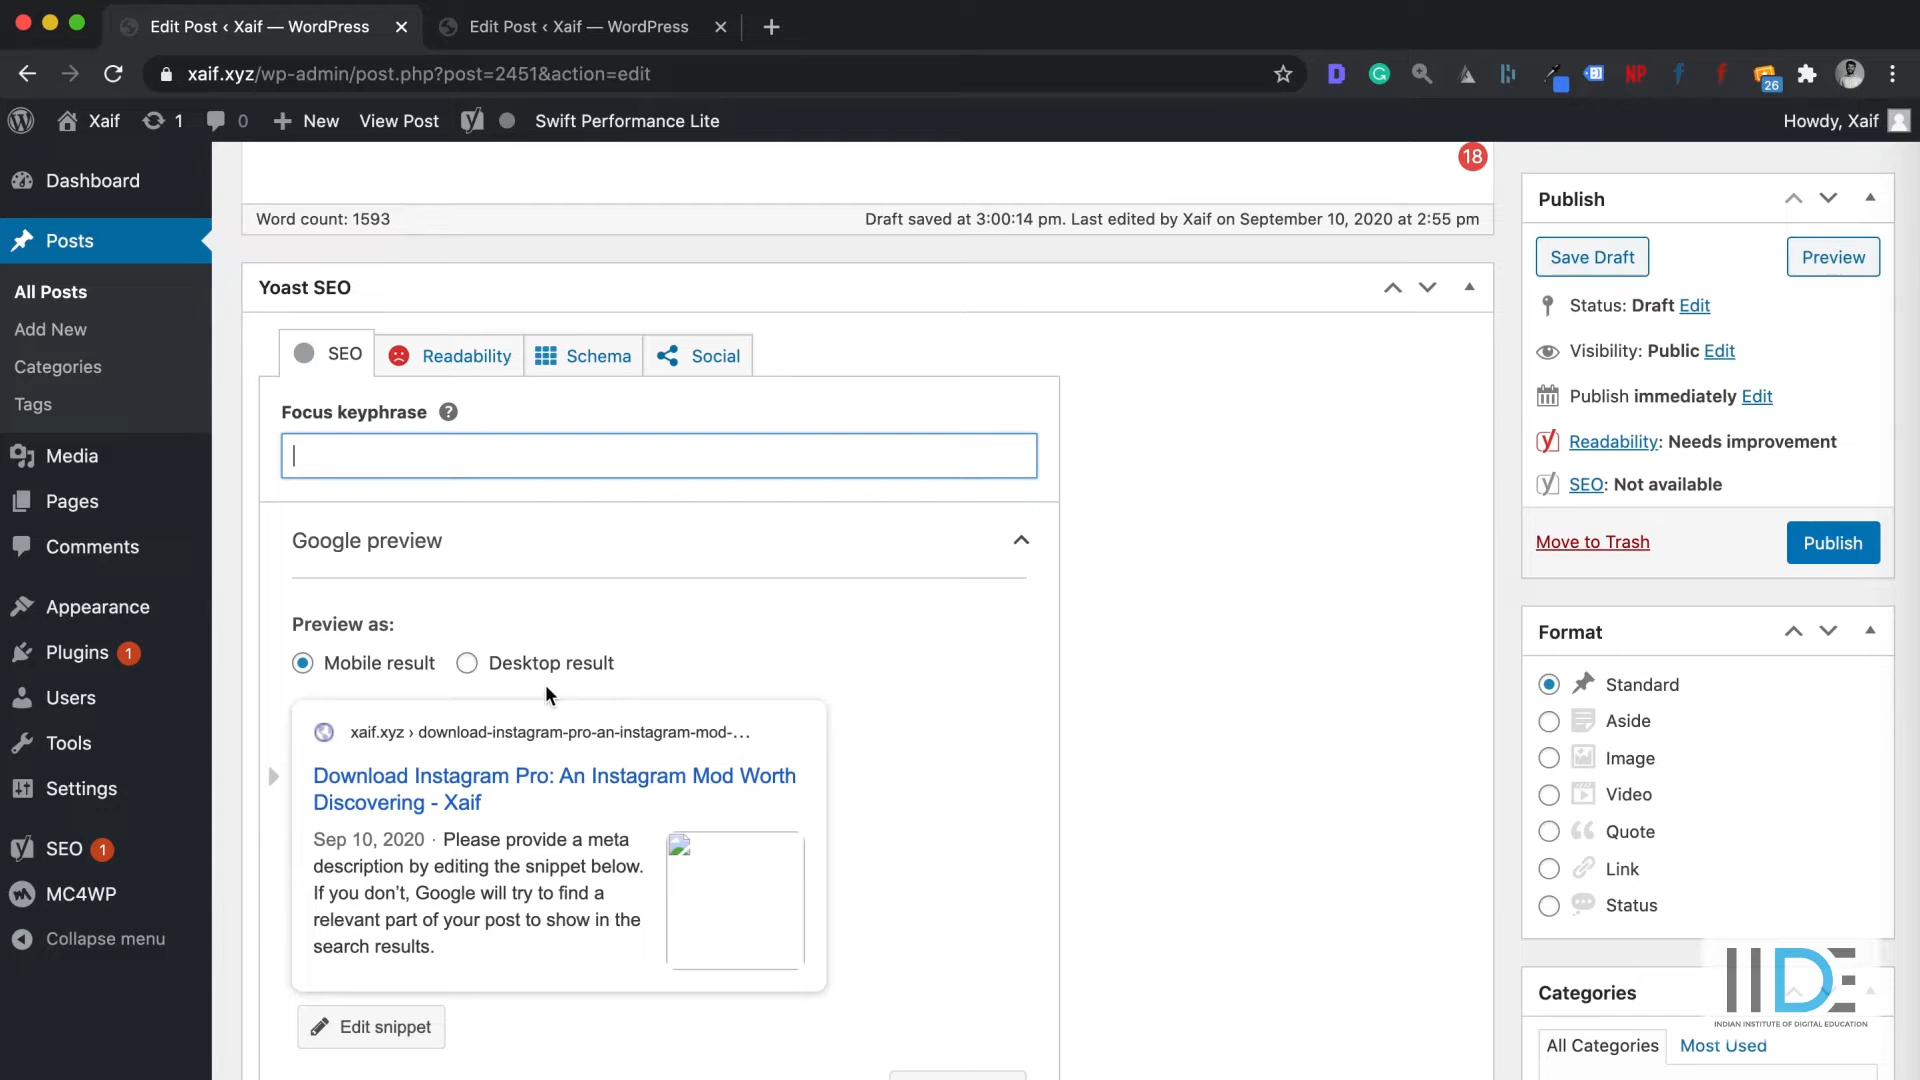 Edit Post ‹ Xaif — WordPress
Edit Post ‹ Xaif — WordPress
xaif.xyz/wp-admin/post.php?post=2451&action=edit
26
Xaif
1
0
New
View Post
Swift Performance Lite
Howdy, Xaif
Dashboard
Posts
All Posts
Add New
Categories
Tags
Media
Pages
Comments
Appearance
Plugins 1
Users
Tools
Settings
SEO 1
MC4WP
Collapse menu
18
Word count: 1593
Draft saved at 3:00:14 pm. Last edited by Xaif on September 10, 2020 at 2:55 pm
Yoast SEO
SEO
Readability
Schema
Social
Focus keyphrase ?
Google preview
Preview as:
Mobile result
Desktop result
xaif.xyz › download-instagram-pro-an-instagram-mod-…
Download Instagram Pro: An Instagram Mod Worth
Discovering - Xaif
Sep 10, 2020 · Please provide a meta
description by editing the snippet below.
If you don’t, Google will try to find a
relevant part of your post to show in the
search results.
Edit snippet
Publish
Save Draft
Preview
Status: Draft Edit
Visibility: Public Edit
Publish immediately Edit
Readability: Needs improvement
SEO: Not available
Move to Trash
Publish
Format
Standard
Aside
Image
Video
Quote
Link
Status
Categories
IIDE
INDIAN INSTITUTE OF DIGITAL EDUCATION
All Categories
Most Used